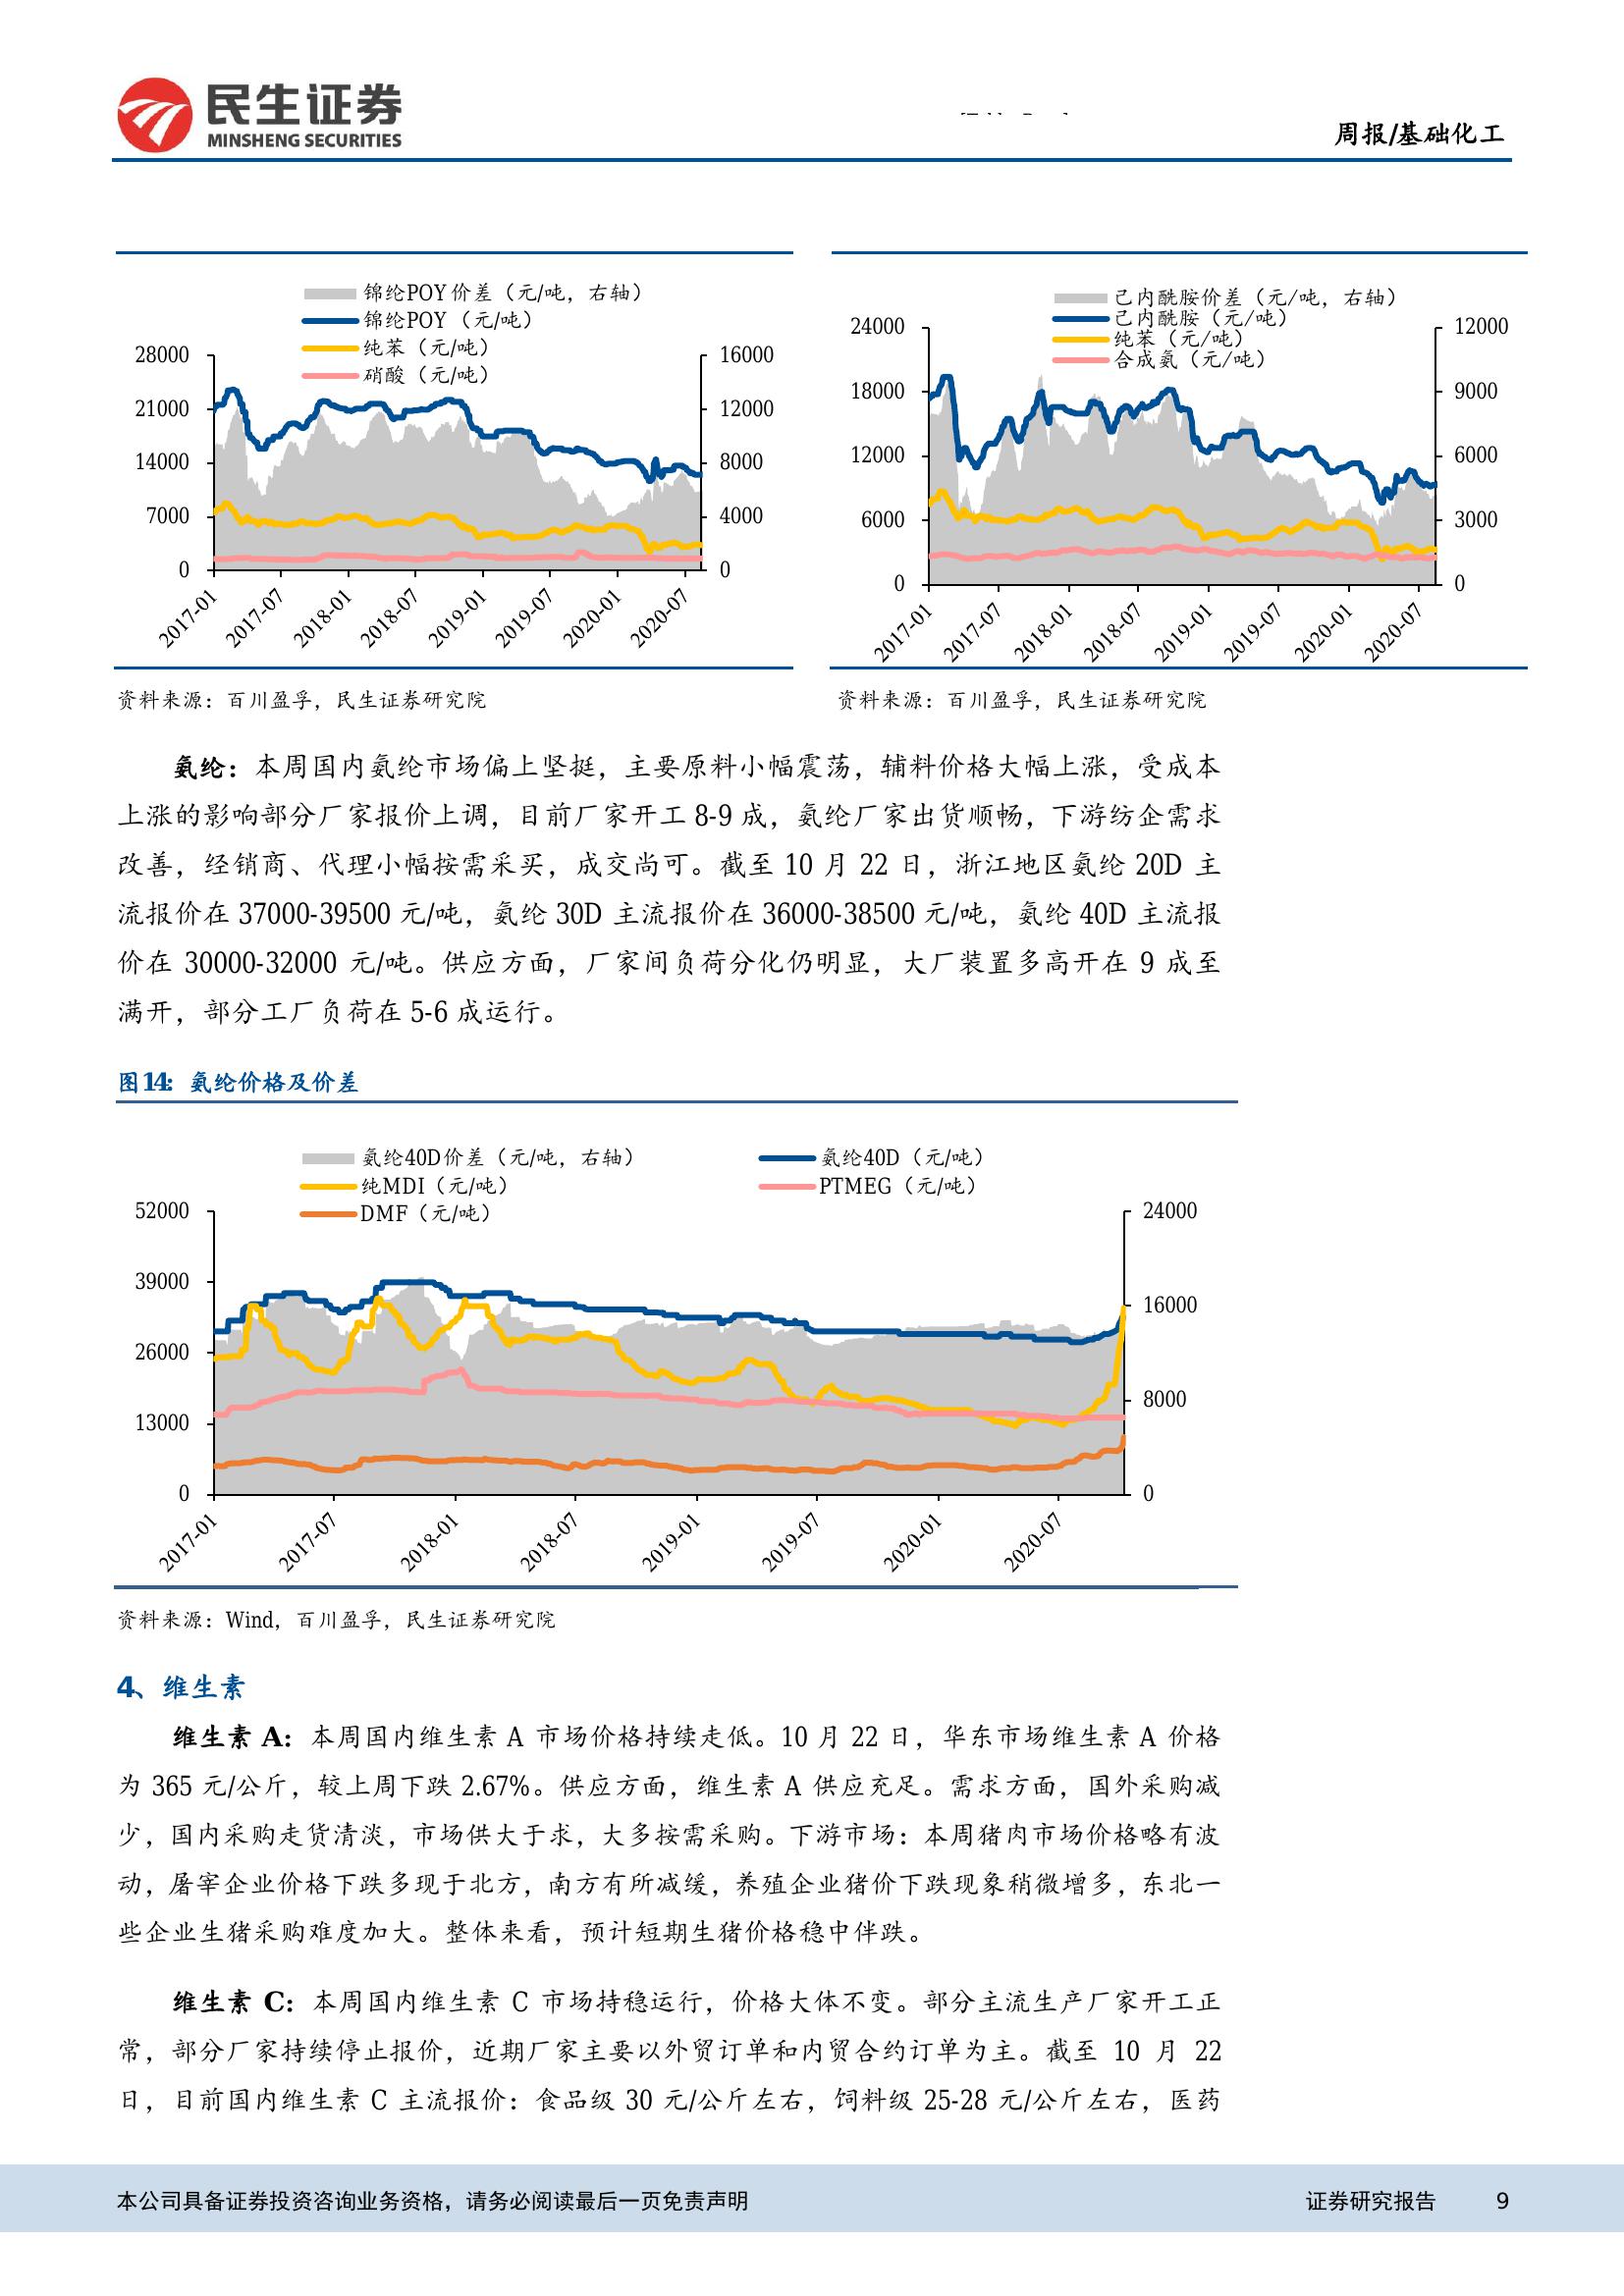 民生证券
MINSHENG SECURITIES
周报/基础化工
锦纶POY价差（元/吨，右轴）
锦纶POY（元/吨）
纯苯（元/吨）
硝酸（元/吨）
28000
21000
14000
7000
0
16000
12000
8000
4000
0
2017-01
2017-07
2018-01
2018-07
2019-01
2019-07
2020-01
2020-07
己内酰胺价差（元/吨，右轴）
己内酰胺（元/吨）
纯苯（元/吨）
合成氨（元/吨）
24000
18000
12000
6000
0
12000
9000
6000
3000
0
2017-01
2017-07
2018-01
2018-07
2019-01
2019-07
2020-01
2020-07
资料来源：百川盈孚，民生证券研究院
资料来源：百川盈孚，民生证券研究院
氨纶：本周国内氨纶市场偏上坚挺，主要原料小幅震荡，辅料价格大幅上涨，受成本
上涨的影响部分厂家报价上调，目前厂家开工 8-9 成，氨纶厂家出货顺畅，下游纺企需求
改善，经销商、代理小幅按需采买，成交尚可。截至 10 月 22 日，浙江地区氨纶 20D 主
流报价在 37000-39500 元/吨，氨纶 30D 主流报价在 36000-38500 元/吨，氨纶 40D 主流报
价在 30000-32000 元/吨。供应方面，厂家间负荷分化仍明显，大厂装置多高开在 9 成至
满开，部分工厂负荷在 5-6 成运行。
图14：氨纶价格及价差
氨纶40D价差（元/吨，右轴）
氨纶40D（元/吨）
纯MDI（元/吨）
PTMEG（元/吨）
DMF（元/吨）
52000
39000
26000
13000
0
24000
16000
8000
0
2017-01
2017-07
2018-01
2018-07
2019-01
2019-07
2020-01
2020-07
资料来源：Wind，百川盈孚，民生证券研究院
4、维生素
维生素 A：本周国内维生素 A 市场价格持续走低。10 月 22 日，华东市场维生素 A 价格
为 365 元/公斤，较上周下跌 2.67%。供应方面，维生素 A 供应充足。需求方面，国外采购减
少，国内采购走货清淡，市场供大于求，大多按需采购。下游市场：本周猪肉市场价格略有波
动，屠宰企业价格下跌多现于北方，南方有所减缓，养殖企业猪价下跌现象稍微增多，东北一
些企业生猪采购难度加大。整体来看，预计短期生猪价格稳中伴跌。
维生素 C：本周国内维生素 C 市场持稳运行，价格大体不变。部分主流生产厂家开工正
常，部分厂家持续停止报价，近期厂家主要以外贸订单和内贸合约订单为主。截至 10 月 22
日，目前国内维生素 C 主流报价：食品级 30 元/公斤左右，饲料级 25-28 元/公斤左右，医药
本公司具备证券投资咨询业务资格，请务必阅读最后一页免责声明
证券研究报告
9